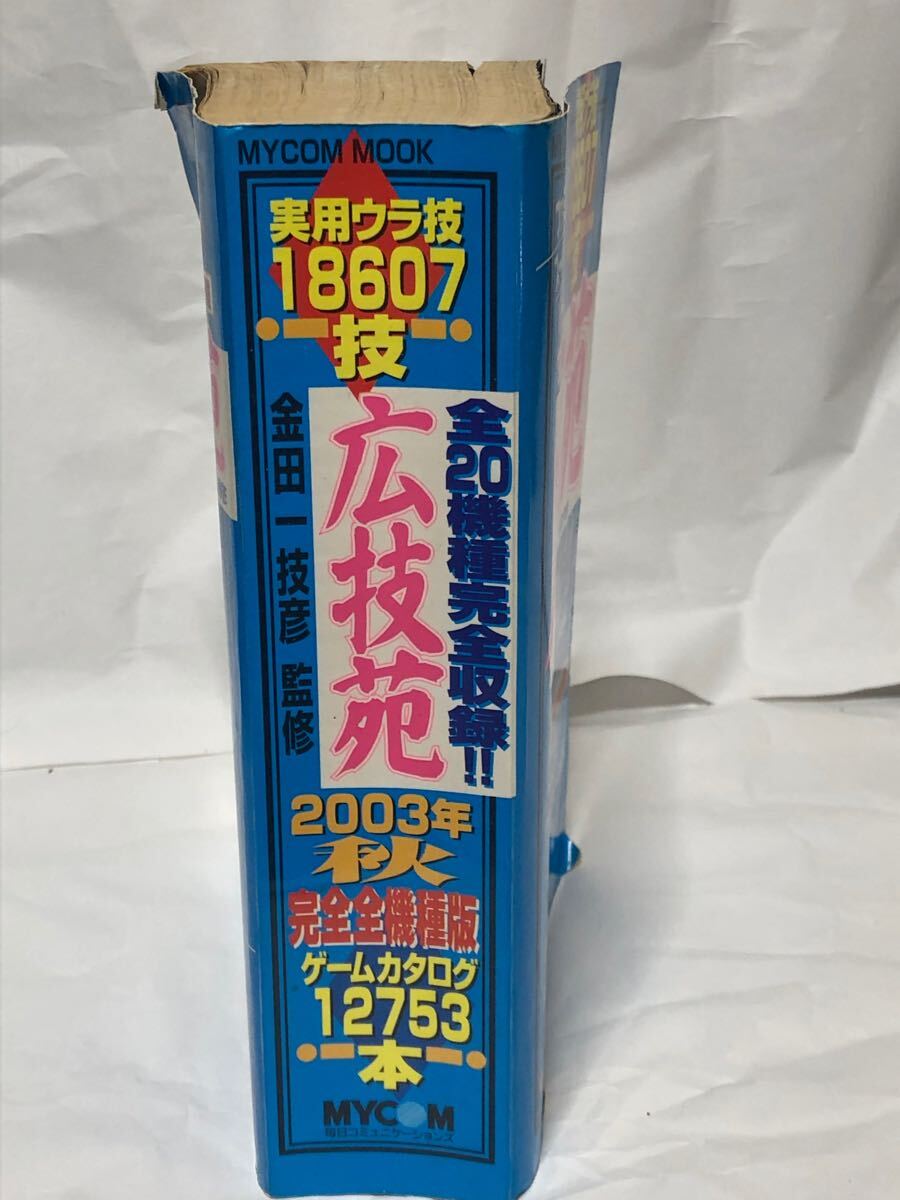 MYCOM MOOK
実用ウラ技
18607
技
全20機種完全収録!!
広技苑
金田一技彦 監修
2003年
秋
完全全機種版
ゲームカタログ
12753
本
MYCOM
毎日コミュニケーションズ